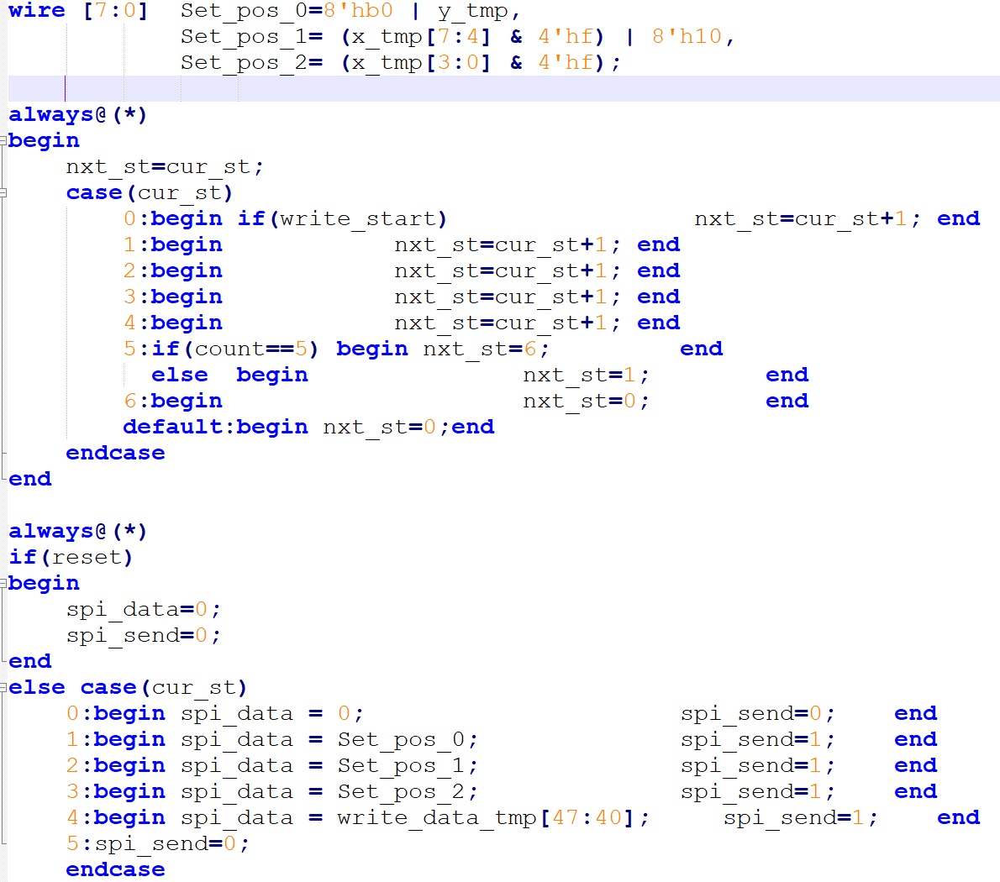 wire [7:0]  Set_pos_0=8'hb0 | y_tmp,
            Set_pos_1= (x_tmp[7:4] & 4'hf) | 8'h10,
            Set_pos_2= (x_tmp[3:0] & 4'hf);
always@(*)
begin
    nxt_st=cur_st;
    case(cur_st)
        0:begin if(write_start)                 nxt_st=cur_st+1; end
        1:begin            nxt_st=cur_st+1; end
        2:begin            nxt_st=cur_st+1; end
        3:begin            nxt_st=cur_st+1; end
        4:begin            nxt_st=cur_st+1; end
        5:if(count==5) begin nxt_st=6;         end
          else  begin               nxt_st=1;        end
        6:begin                     nxt_st=0;        end
        default:begin nxt_st=0;end
    endcase
end
always@(*)
if(reset)
begin
    spi_data=0;
    spi_send=0;
end
else case(cur_st)
    0:begin spi_data = 0;                      spi_send=0;    end
    1:begin spi_data = Set_pos_0;              spi_send=1;    end
    2:begin spi_data = Set_pos_1;              spi_send=1;    end
    3:begin spi_data = Set_pos_2;              spi_send=1;    end
    4:begin spi_data = write_data_tmp[47:40];     spi_send=1;    end
    5:spi_send=0;
    endcase